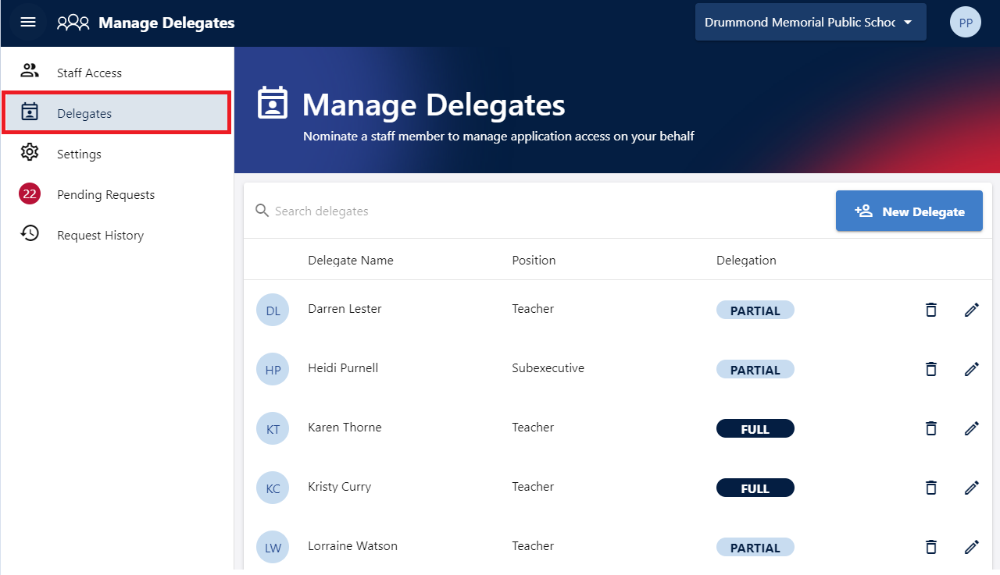 Manage Delegates
Drummond Memorial Public Schoo
PP
Staff Access
Delegates
Settings
22 Pending Requests
Request History
Manage Delegates
Nominate a staff member to manage application access on your behalf
Search delegates
New Delegate
Delegate Name Position Delegation
DL Darren Lester Teacher PARTIAL
HP Heidi Purnell Subexecutive PARTIAL
KT Karen Thorne Teacher FULL
KC Kristy Curry Teacher FULL
LW Lorraine Watson Teacher PARTIAL